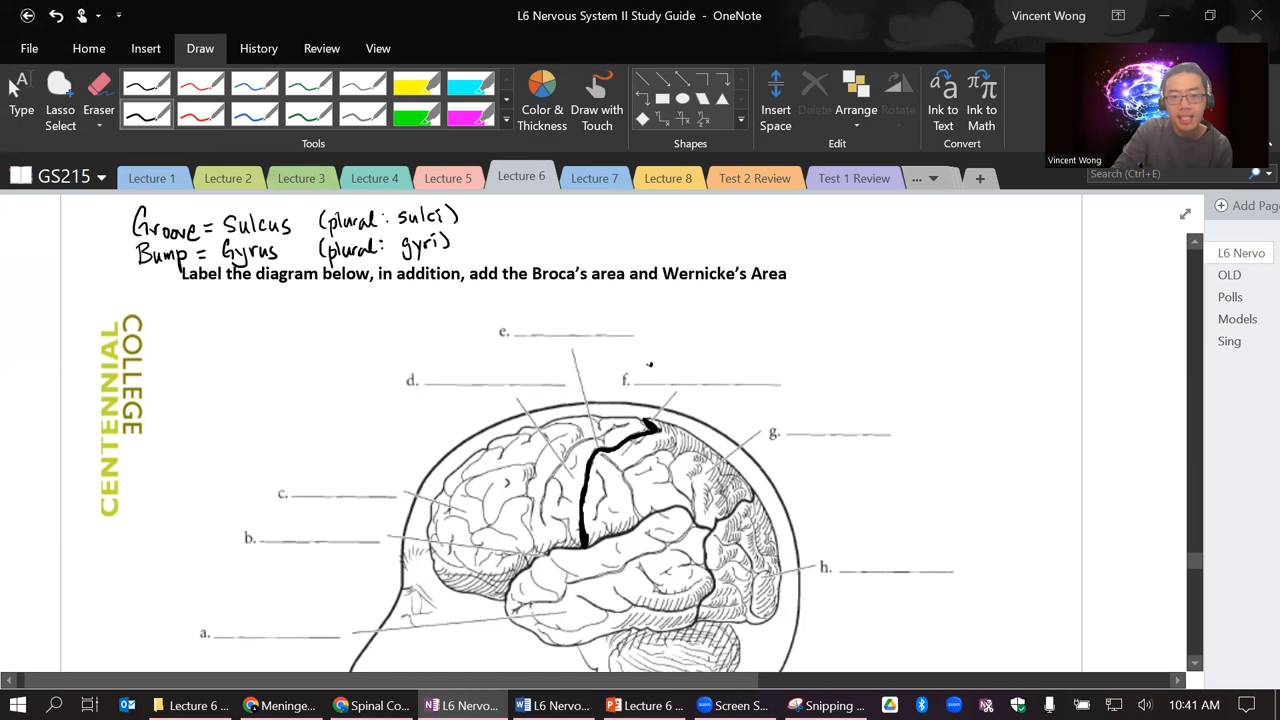 L6 Nervous System II Study Guide - OneNote
Vincent Wong
File Home Insert Draw History Review View
Type
Lasso Select
Eraser
Color & Thickness
Draw with Touch
Insert Space
Delete
Arrange
Rotate
Ink to Text
Ink to Math
Tools
Shapes
Edit
Convert
Vincent Wong
GS215
Lecture 1
Lecture 2
Lecture 3
Lecture 4
Lecture 5
Lecture 6
Lecture 7
Lecture 8
Test 2 Review
Test 1 Review
...
Search (Ctrl+E)
Add Pag
L6 Nervo
OLD
Polls
Models
Sing
Groove = Sulcus (plural: sulci)
Bump = Gyrus (plural: gyri)
Label the diagram below, in addition, add the Broca's area and Wernicke's Area
CENTENNIAL
COLLEGE
e.
d.
f.
g.
c.
b.
h.
a.
Lecture 6 ...
Meninge...
Spinal Co...
L6 Nervo...
Lecture 6...
Lecture 6 ...
Screen S...
Snipping ...
10:41 AM